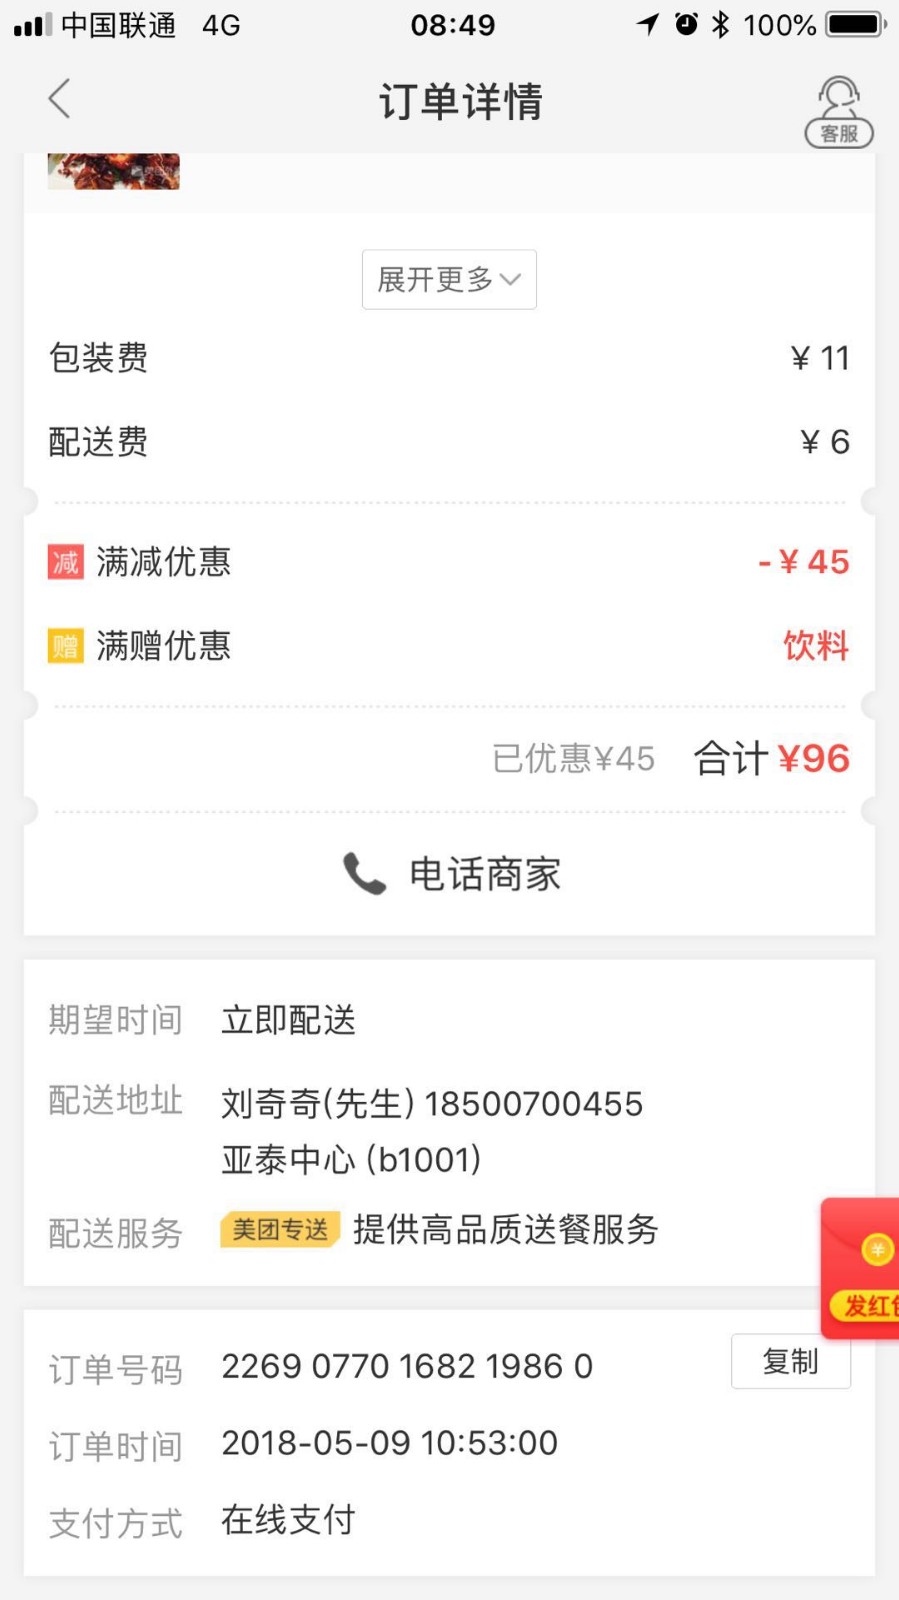 中国联通 4G 08:49 100%
订单详情
客服
展开更多
包装费 ¥ 11
配送费 ¥ 6
减 满减优惠 -¥ 45
赠 满赠优惠 饮料
已优惠¥45 合计 ¥96
电话商家
期望时间 立即配送
配送地址 刘奇奇(先生) 18500700455
亚泰中心 (b1001)
配送服务 美团专送 提供高品质送餐服务
¥
发红包
订单号码 2269 0770 1682 1986 0 复制
订单时间 2018-05-09 10:53:00
支付方式 在线支付